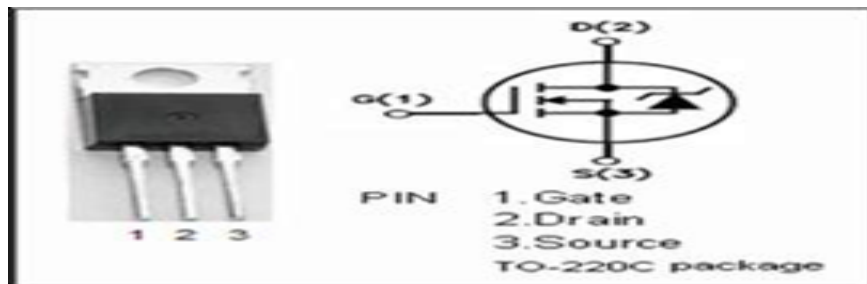 D(2)
G(1)
S(3)
PIN 1.Gate
2.Drain
3.Source
TO-220C package
1 2 3